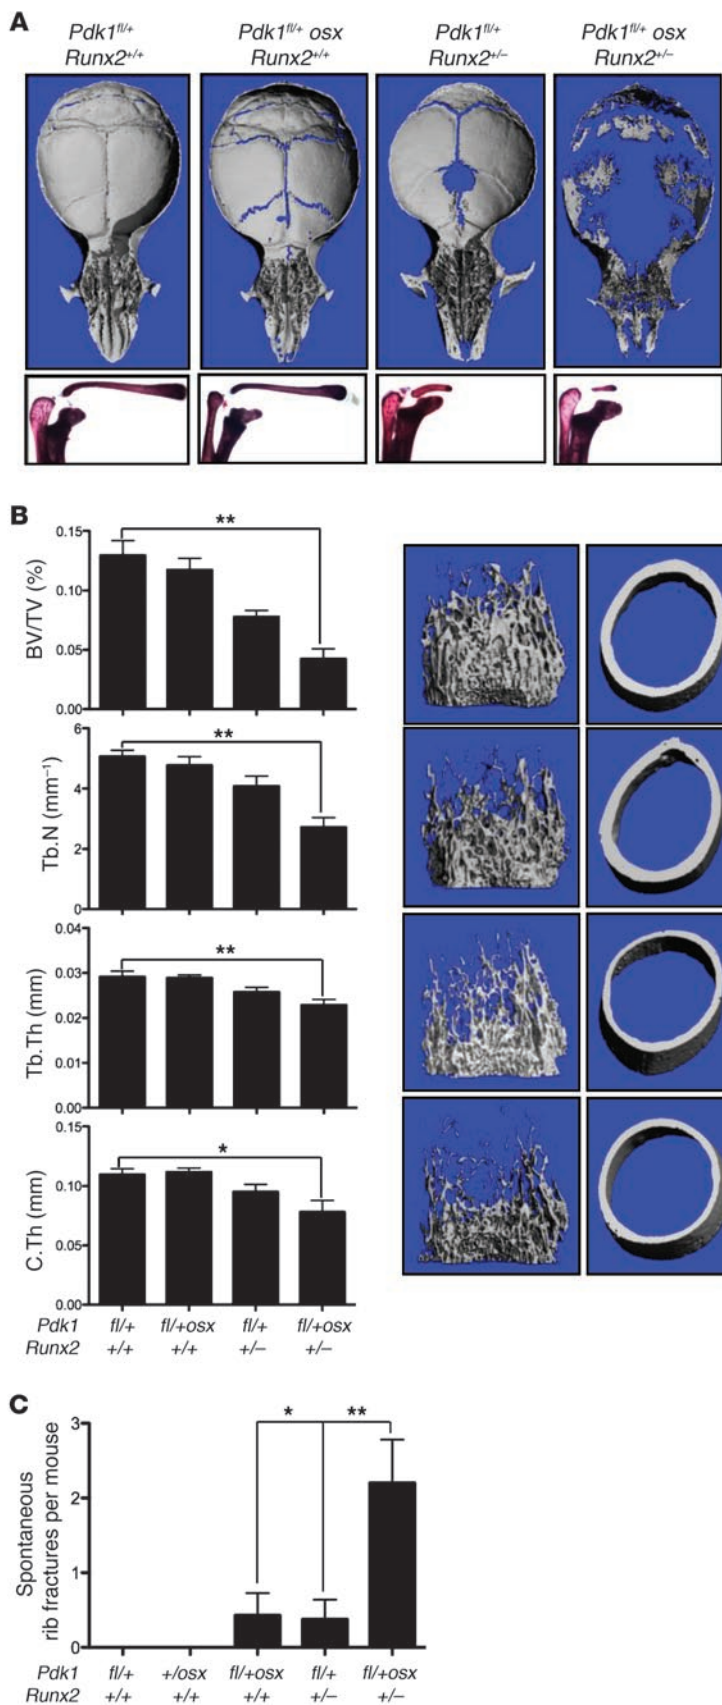 A
Pdk1fl/+ Pdk1fl/+ osx Pdk1fl/+ Pdk1fl/+ osx
Runx2+/+ Runx2+/+ Runx2+/– Runx2+/–
B
**
0.15
0.10
0.05
0.00
BV/TV (%)
**
6
4
2
0
Tb.N (mm–1)
**
0.04
0.03
0.02
0.01
0.00
Tb.Th (mm)
*
0.15
0.10
0.05
0.00
C.Th (mm)
Pdk1 fl/+ fl/+osx fl/+ fl/+osx
Runx2 +/+ +/+ +/– +/–
C
* **
3
2
1
0
Spontaneous
rib fractures per mouse
Pdk1 fl/+ +/osx fl/+osx fl/+ fl/+osx
Runx2 +/+ +/+ +/+ +/– +/–